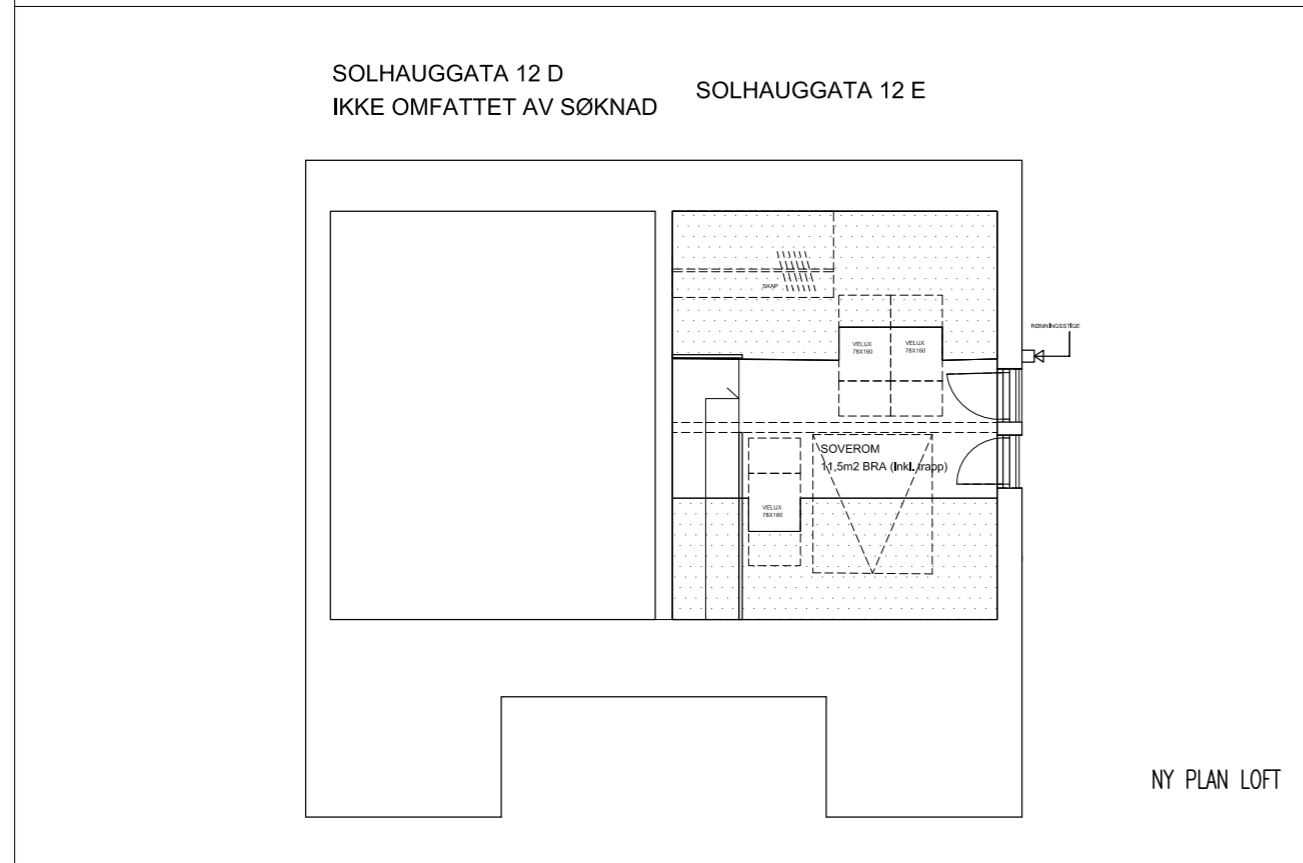 SOLHAUGGATA 12 D
IKKE OMFATTET AV SØKNAD
SOLHAUGGATA 12 E
SKAP
RØMNINGSSTIGE
VELUX
78X160
VELUX
78X160
SOVEROM
11,5m2 BRA (Inkl. trapp)
VELUX
78X160
NY PLAN LOFT